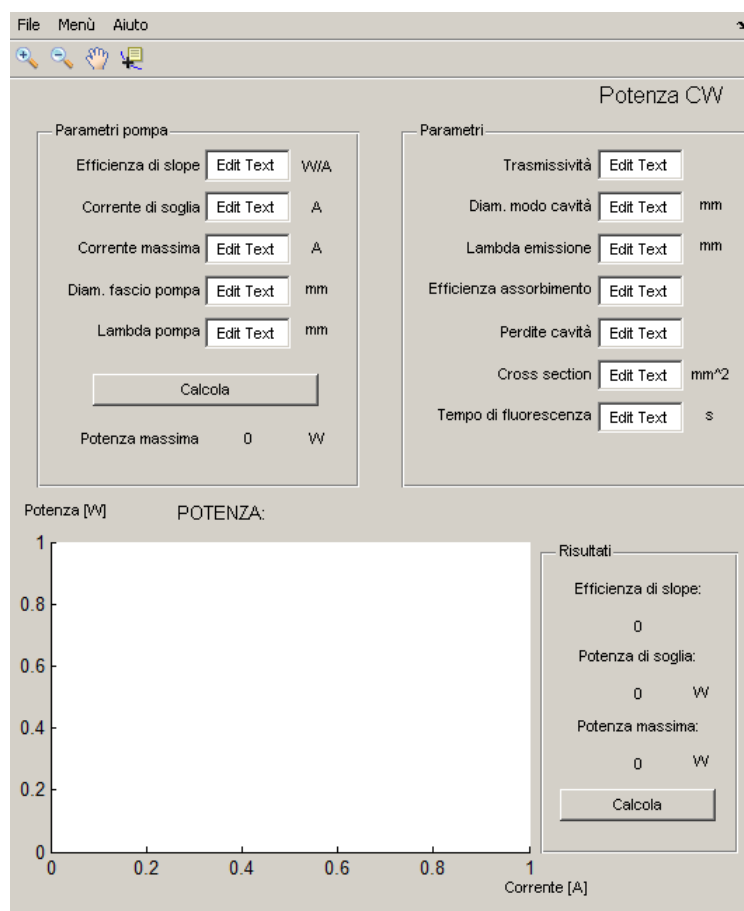 File Menù Aiuto
Potenza CW
Parametri pompa
Efficienza di slope Edit Text W/A
Corrente di soglia Edit Text A
Corrente massima Edit Text A
Diam. fascio pompa Edit Text mm
Lambda pompa Edit Text mm
Calcola
Potenza massima 0 W
Parametri
Trasmissività Edit Text
Diam. modo cavità Edit Text mm
Lambda emissione Edit Text mm
Efficienza assorbimento Edit Text
Perdite cavità Edit Text
Cross section Edit Text mm^2
Tempo di fluorescenza Edit Text s
Potenza [W] POTENZA:
1
0.8
0.6
0.4
0.2
0
0 0.2 0.4 0.6 0.8 1
Corrente [A]
Risultati
Efficienza di slope:
0
Potenza di soglia:
0 W
Potenza massima:
0 W
Calcola